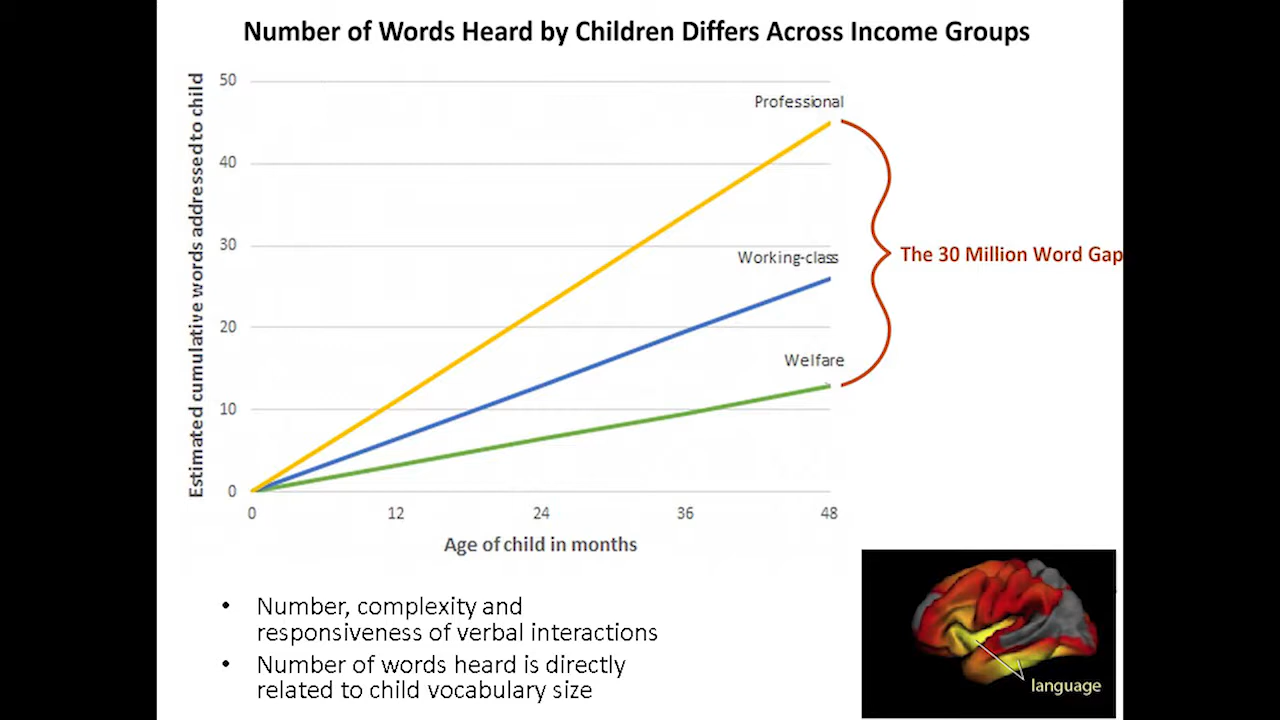 Number of Words Heard by Children Differs Across Income Groups
Estimated cumulative words addressed to child
50
40
30
20
10
0
Professional
Working-class
Welfare
The 30 Million Word Gap
0 12 24 36 48
Age of child in months
• Number, complexity and
responsiveness of verbal interactions
• Number of words heard is directly
related to child vocabulary size
language